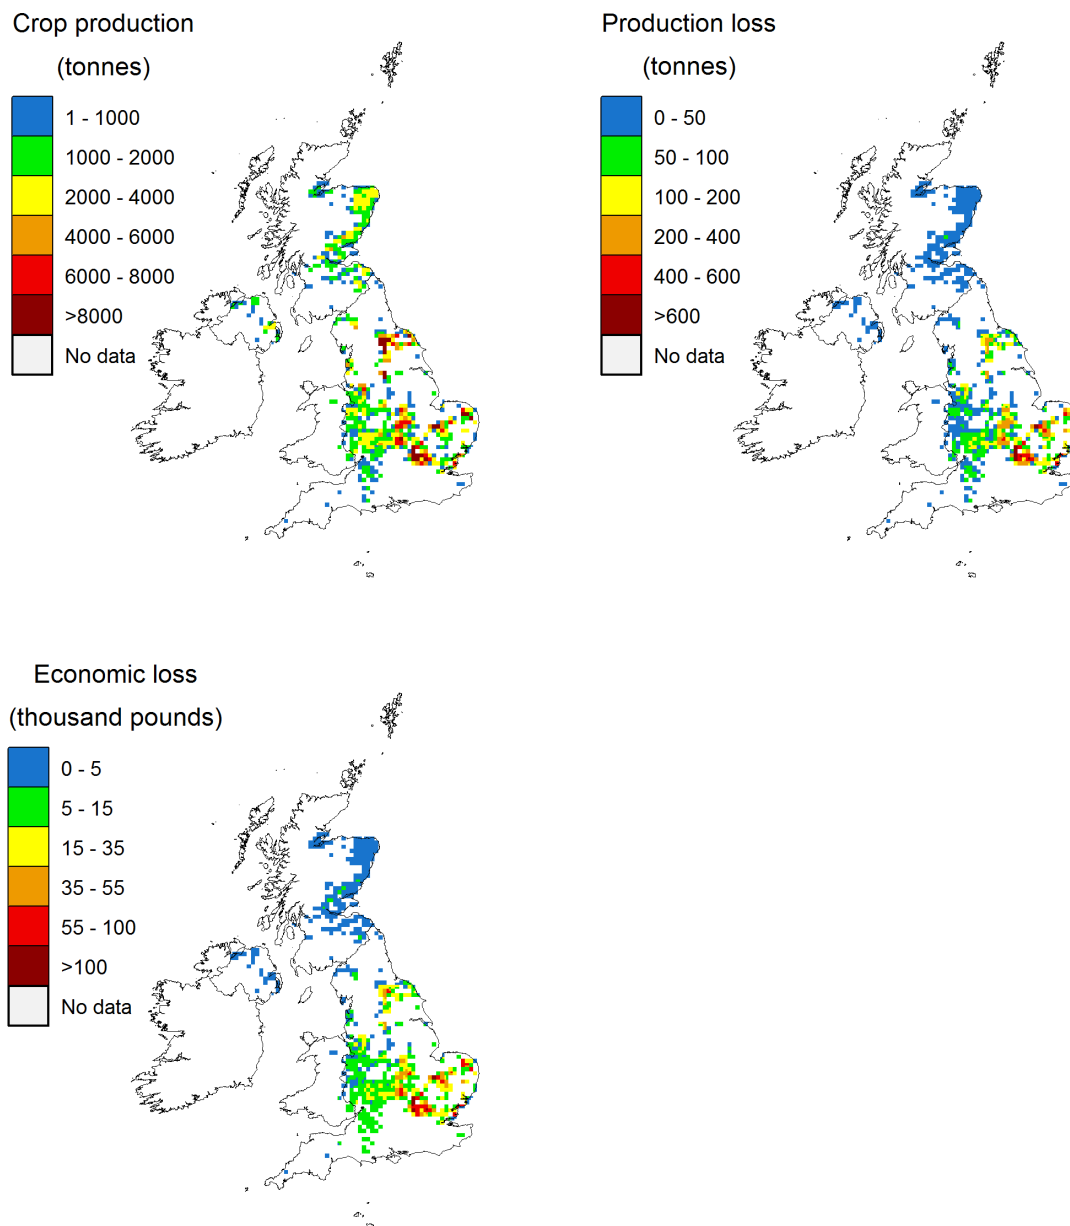 Crop production
(tonnes)
1 - 1000
1000 - 2000
2000 - 4000
4000 - 6000
6000 - 8000
>8000
No data
Production loss
(tonnes)
0 - 50
50 - 100
100 - 200
200 - 400
400 - 600
>600
No data
Economic loss
(thousand pounds)
0 - 5
5 - 15
15 - 35
35 - 55
55 - 100
>100
No data